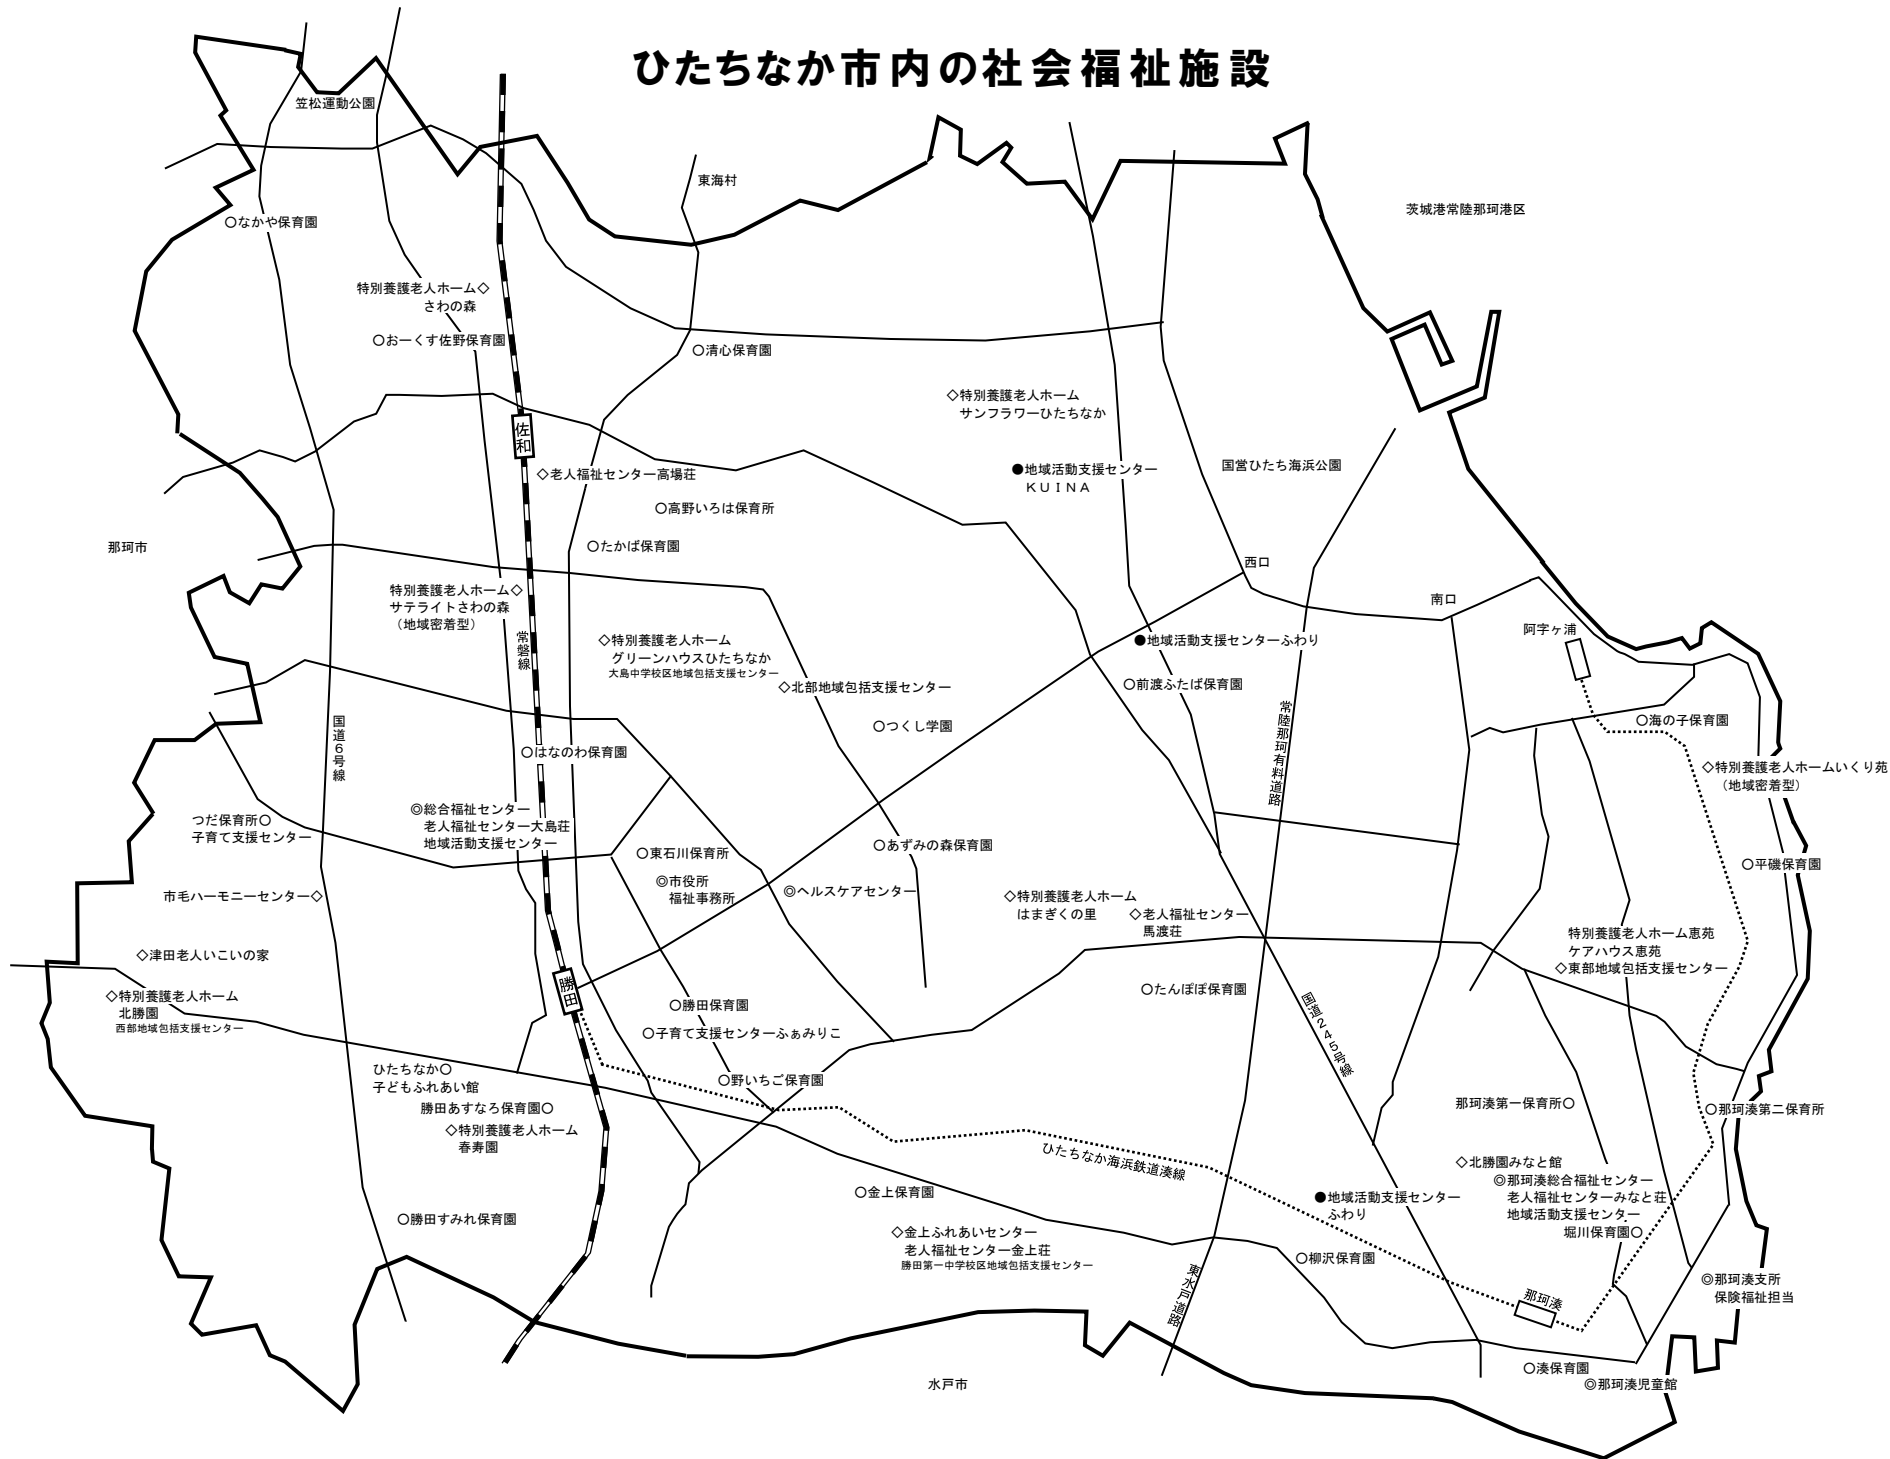 ひたちなか市内の社会福祉施設
笠松運動公園
東海村
茨城港常陸那珂港区
○なかや保育園
特別養護老人ホーム◇
さわの森
○おーくす佐野保育園
○清心保育園
◇特別養護老人ホーム
サンフラワーひたちなか
佐和
◇老人福祉センター高場荘
●地域活動支援センター
ＫＵＩＮＡ
国営ひたち海浜公園
○高野いろは保育所
那珂市
○たかば保育園
西口
特別養護老人ホーム◇
サテライトさわの森
（地域密着型）
南口
常磐線
◇特別養護老人ホーム
グリーンハウスひたちなか
大島中学校区地域包括支援センター
●地域活動支援センターふわり
阿字ヶ浦
◇北部地域包括支援センター
○前渡ふたば保育園
国道６号線
○つくし学園
常陸那珂有料道路
○海の子保育園
○はなのわ保育園
◇特別養護老人ホームいくり苑
（地域密着型）
◎総合福祉センター
老人福祉センター大島荘
地域活動支援センター
つだ保育所○
子育て支援センター
○東石川保育所
○あずみの森保育園
○平磯保育園
◎市役所
福祉事務所
◎ヘルスケアセンター
市毛ハーモニーセンター◇
◇特別養護老人ホーム
はまぎくの里
◇老人福祉センター
馬渡荘
特別養護老人ホーム恵苑
ケアハウス恵苑
◇東部地域包括支援センター
◇津田老人いこいの家
勝田
○たんぽぽ保育園
◇特別養護老人ホーム
北勝園
西部地域包括支援センター
○勝田保育園
国道２４５号線
○子育て支援センターふぁみりこ
ひたちなか○
子どもふれあい館
○野いちご保育園
勝田あすなろ保育園○
那珂湊第一保育所○
○那珂湊第二保育所
◇特別養護老人ホーム
春寿園
ひたちなか海浜鉄道湊線
◇北勝園みなと館
◎那珂湊総合福祉センター
老人福祉センターみなと荘
地域活動支援センター
堀川保育園○
○金上保育園
●地域活動支援センター
ふわり
○勝田すみれ保育園
◇金上ふれあいセンター
老人福祉センター金上荘
勝田第一中学校区地域包括支援センター
○柳沢保育園
東水戸道路
◎那珂湊支所
保険福祉担当
那珂湊
○湊保育園
水戸市
◎那珂湊児童館